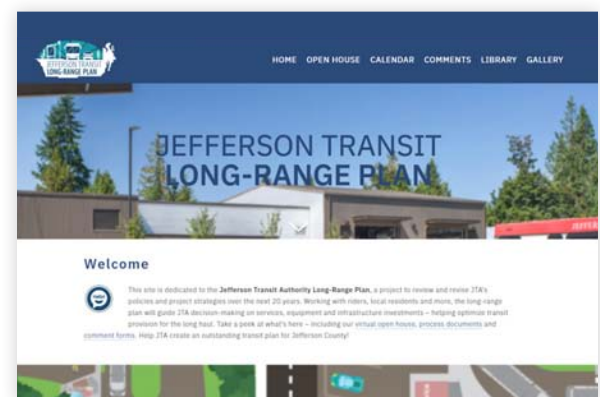 JEFFERSON TRANSIT
LONG-RANGE PLAN
HOME OPEN HOUSE CALENDAR COMMENTS LIBRARY GALLERY
JEFFERSON TRANSIT
LONG-RANGE PLAN
Welcome
This site is dedicated to the Jefferson Transit Authority Long-Range Plan, a project to review and revise JTA's
policies and project strategies over the next 20 years. Working with riders, local residents and more, the long-range
plan will guide JTA decision-making on services, equipment and infrastructure investments – helping optimize transit
provision for the long haul. Take a peek at what's here – including our virtual open house, process documents and
comment forms. Help JTA create an outstanding transit plan for Jefferson County!